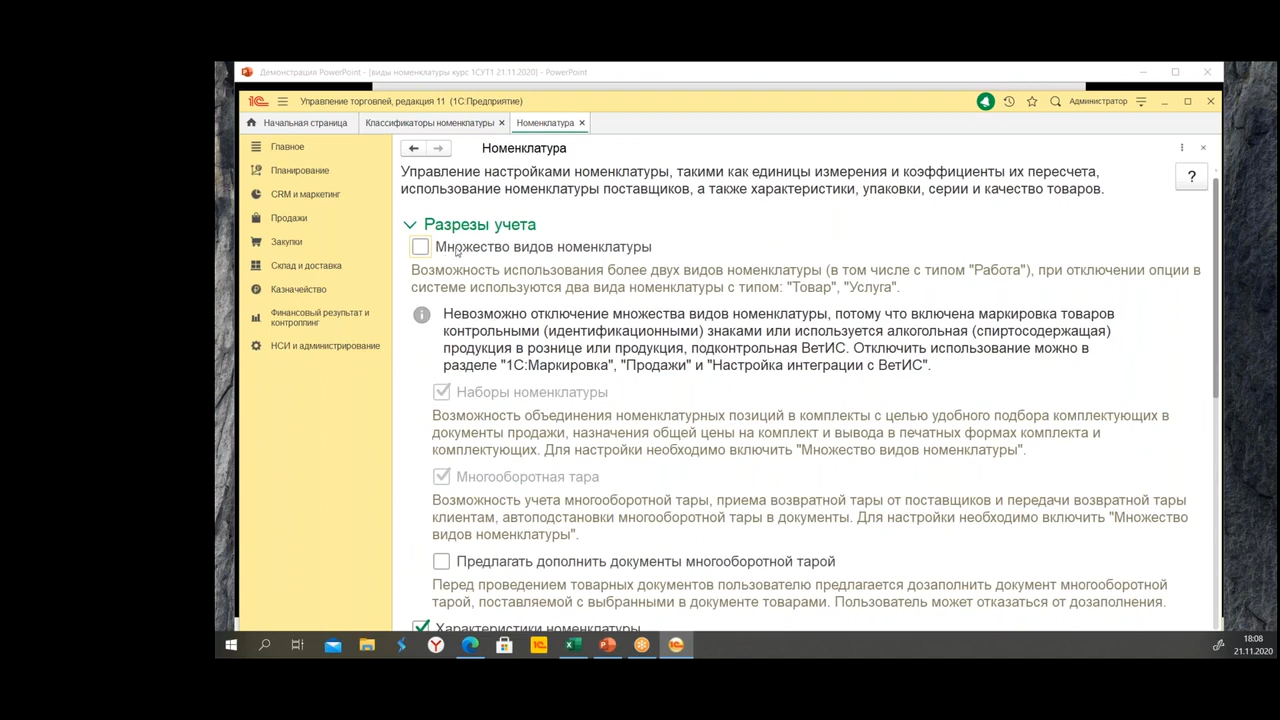 Демонстрация PowerPoint - [виды номенклатуры курс 1СУТ1 21.11.2020] - PowerPoint
1С Управление торговлей, редакция 11 (1С:Предприятие) Администратор
Начальная страница Классификаторы номенклатуры Номенклатура
Главное
Планирование
CRM и маркетинг
Продажи
Закупки
Склад и доставка
Казначейство
Финансовый результат и
контроллинг
НСИ и администрирование
Номенклатура
Управление настройками номенклатуры, такими как единицы измерения и коэффициенты их пересчета,
использование номенклатуры поставщиков, а также характеристики, упаковки, серии и качество товаров.
?
Разрезы учета
Множество видов номенклатуры
Возможность использования более двух видов номенклатуры (в том числе с типом "Работа"), при отключении опции в
системе используются два вида номенклатуры с типом: "Товар", "Услуга".
Невозможно отключение множества видов номенклатуры, потому что включена маркировка товаров
контрольными (идентификационными) знаками или используется алкогольная (спиртосодержащая)
продукция в рознице или продукция, подконтрольная ВетИС. Отключить использование можно в
разделе "1С:Маркировка", "Продажи" и "Настройка интеграции с ВетИС".
Наборы номенклатуры
Возможность объединения номенклатурных позиций в комплекты с целью удобного подбора комплектующих в
документы продажи, назначения общей цены на комплект и вывода в печатных формах комплекта и
комплектующих. Для настройки необходимо включить "Множество видов номенклатуры".
Многооборотная тара
Возможность учета многооборотной тары, приема возвратной тары от поставщиков и передачи возвратной тары
клиентам, автоподстановки многооборотной тары в документы. Для настройки необходимо включить "Множество
видов номенклатуры".
Предлагать дополнить документы многооборотной тарой
Перед проведением товарных документов пользователю предлагается дозаполнить документ многооборотной
тарой, поставляемой с выбранными в документе товарами. Пользователь может отказаться от дозаполнения.
Характеристики номенклатуры
18:08
21.11.2020